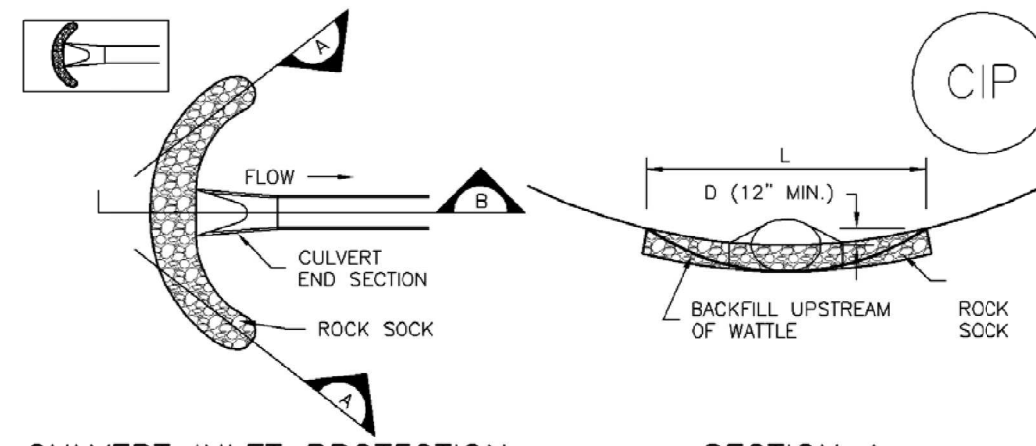 A
CIP
L
FLOW
D (12" MIN.)
B
CULVERT
END SECTION
ROCK SOCK
BACKFILL UPSTREAM
OF WATTLE
ROCK
SOCK
A